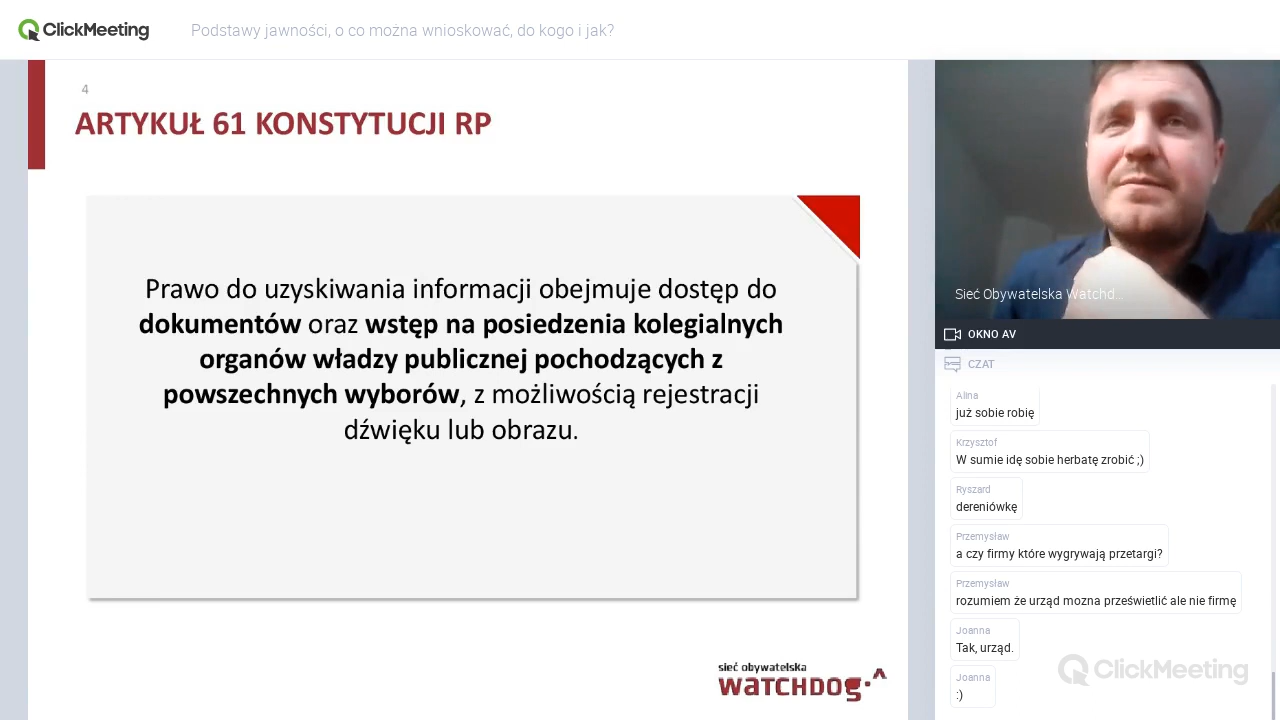 ClickMeeting
Podstawy jawności, o co można wnioskować, do kogo i jak?
4
ARTYKUŁ 61 KONSTYTUCJI RP
Prawo do uzyskiwania informacji obejmuje dostęp do
dokumentów oraz wstęp na posiedzenia kolegialnych
organów władzy publicznej pochodzących z
powszechnych wyborów, z możliwością rejestracji
dźwięku lub obrazu.
sieć obywatelska
WATCHDOG
Sieć Obywatelska Watchd...
OKNO AV
CZAT
Alina
już sobie robię
Krzysztof
W sumie idę sobie herbatę zrobić ;)
Ryszard
dereniówkę
Przemysław
a czy firmy które wygrywają przetargi?
Przemysław
rozumiem że urząd mozna prześwietlić ale nie firmę
Joanna
Tak, urząd.
Joanna
:)
ClickMeeting